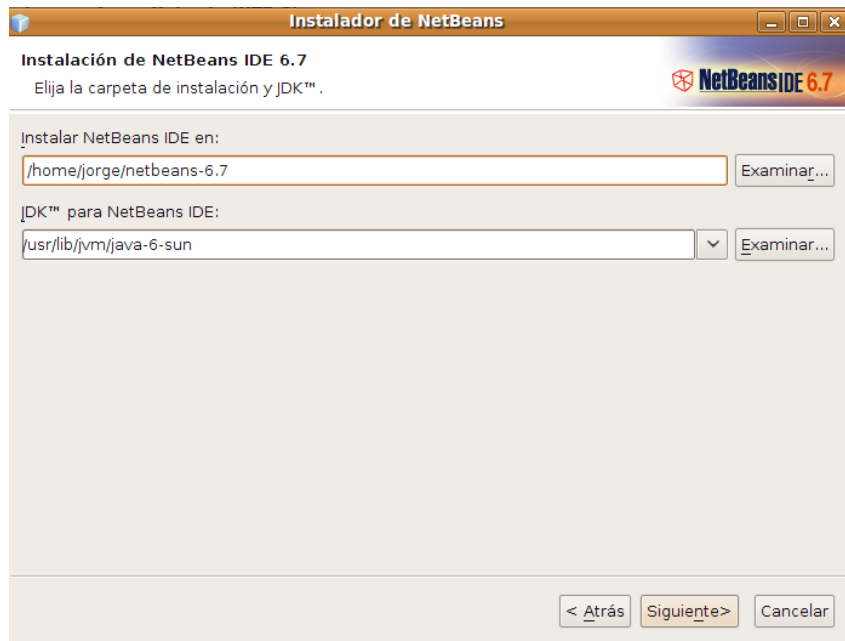 Instalador de NetBeans
Instalación de NetBeans IDE 6.7
Elija la carpeta de instalación y JDK™.
NetBeans IDE 6.7
Instalar NetBeans IDE en:
/home/jorge/netbeans-6.7
Examinar...
JDK™ para NetBeans IDE:
/usr/lib/jvm/java-6-sun
Examinar...
< Atrás
Siguiente>
Cancelar